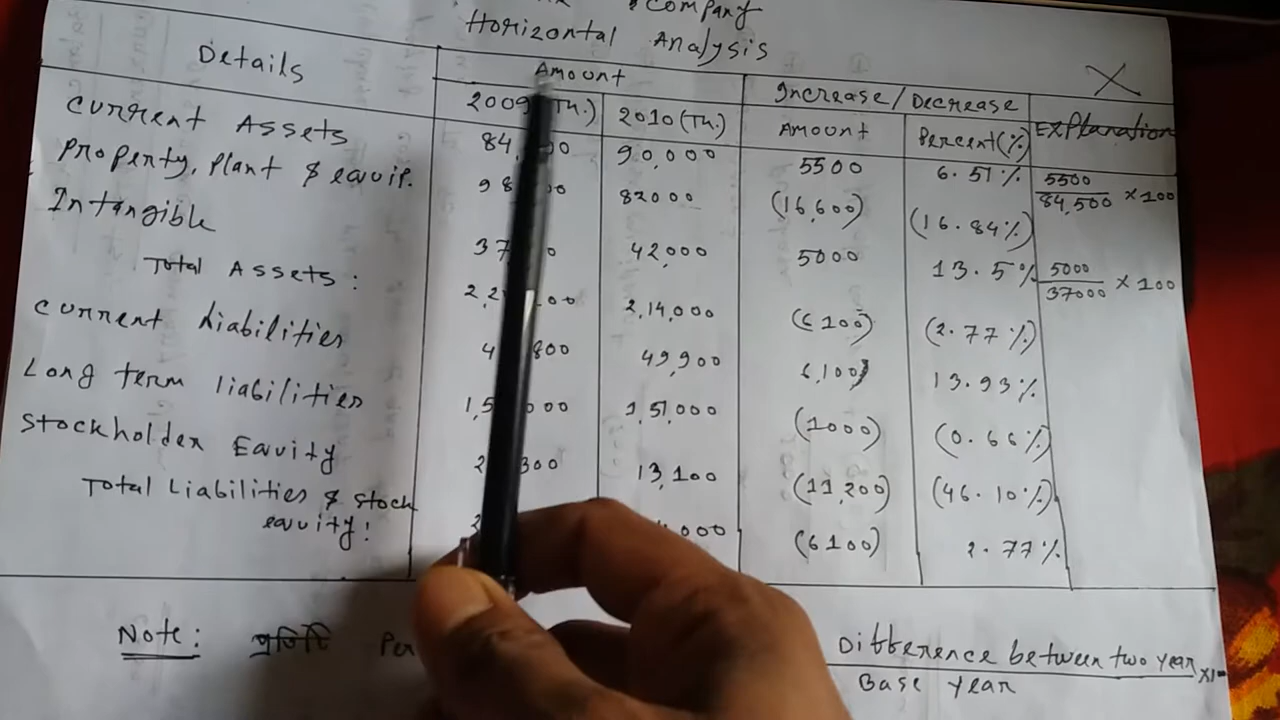 Company
Horizontal Analysis
Details Amount Increase/Decrease Explanation
2009 (Th.) 2010 (Th.) Amount Percent(%)
Current Assets 90,000 5500 6.51% 5500/84,500 × 100
Property, Plant & equip. 82000 (16,600) (16.84%)
Intangible 42,000 5000 13.5% 5000/37000 × 100
Total Assets: 2,14,000 (6100) (2.77%)
Current Liabilities 49,900 6,100) 13.93%
Long term liabilities 1,51,000 (1000) (0.66%)
Stockholder Equity 13,100 (11,200) (46.10%)
Total Liabilities & Stock (6100) 2.77%
equity:
Note: প্রতিটি Difference between two year
Base year